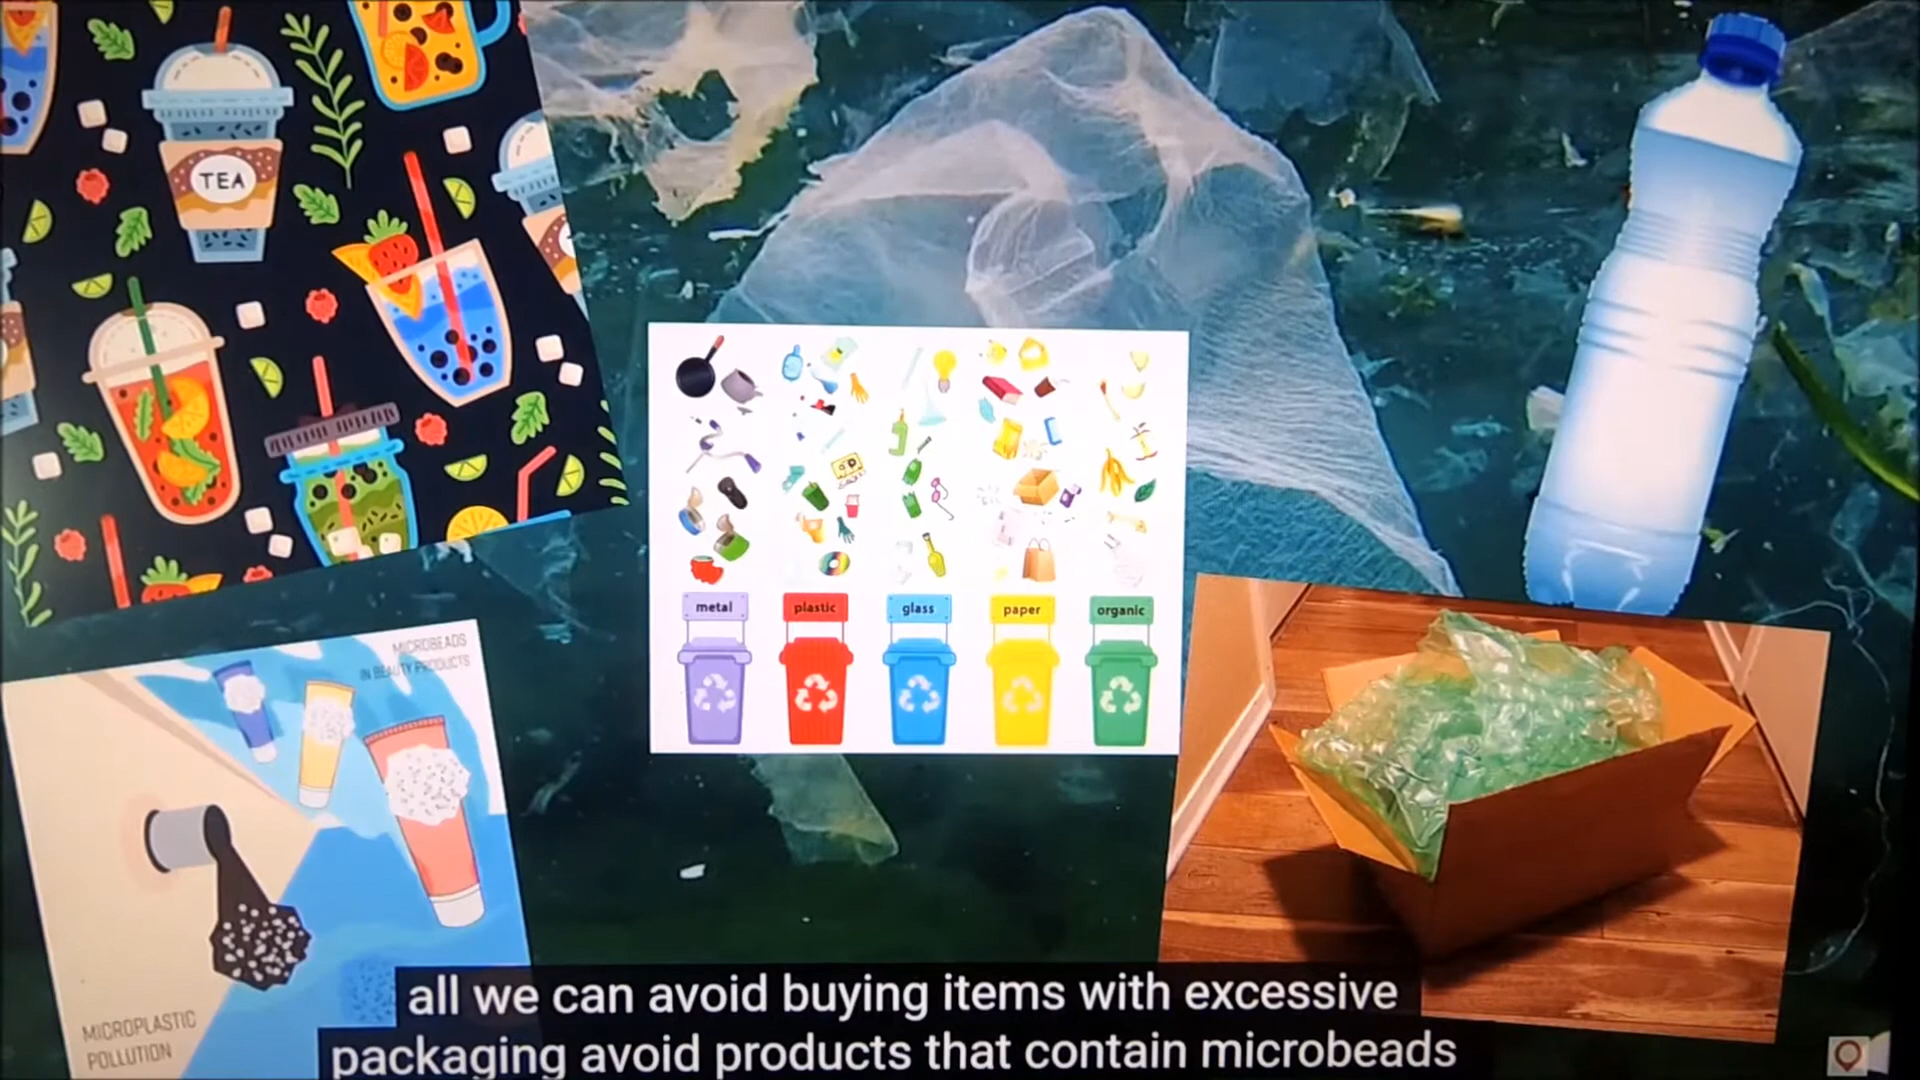 TEA
metal
plastic
glass
paper
organic
MICROBEADS
IN BEAUTY PRODUCTS
MICROPLASTIC
POLLUTION
all we can avoid buying items with excessive
packaging avoid products that contain microbeads